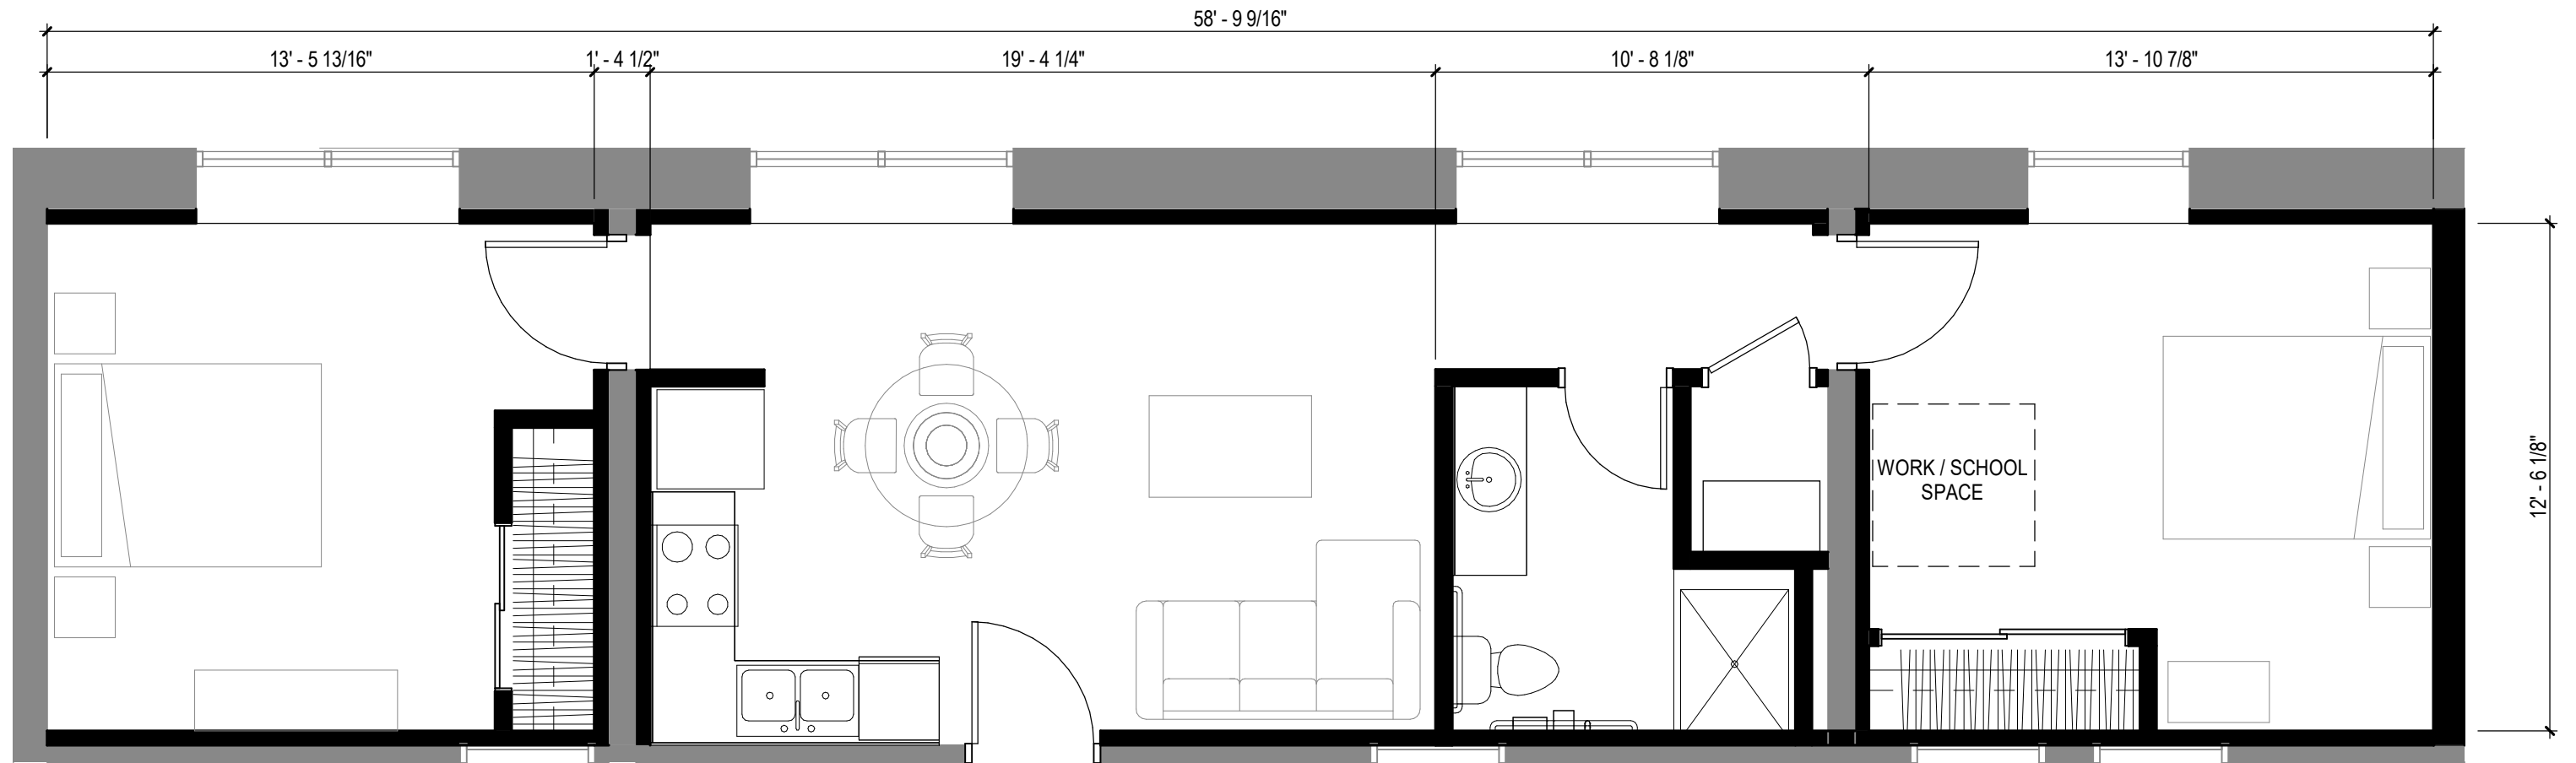 58' - 9 9/16"
13' - 5 13/16"
1' - 4 1/2"
19' - 4 1/4"
10' - 8 1/8"
13' - 10 7/8"
WORK / SCHOOL
SPACE
12' - 6 1/8"